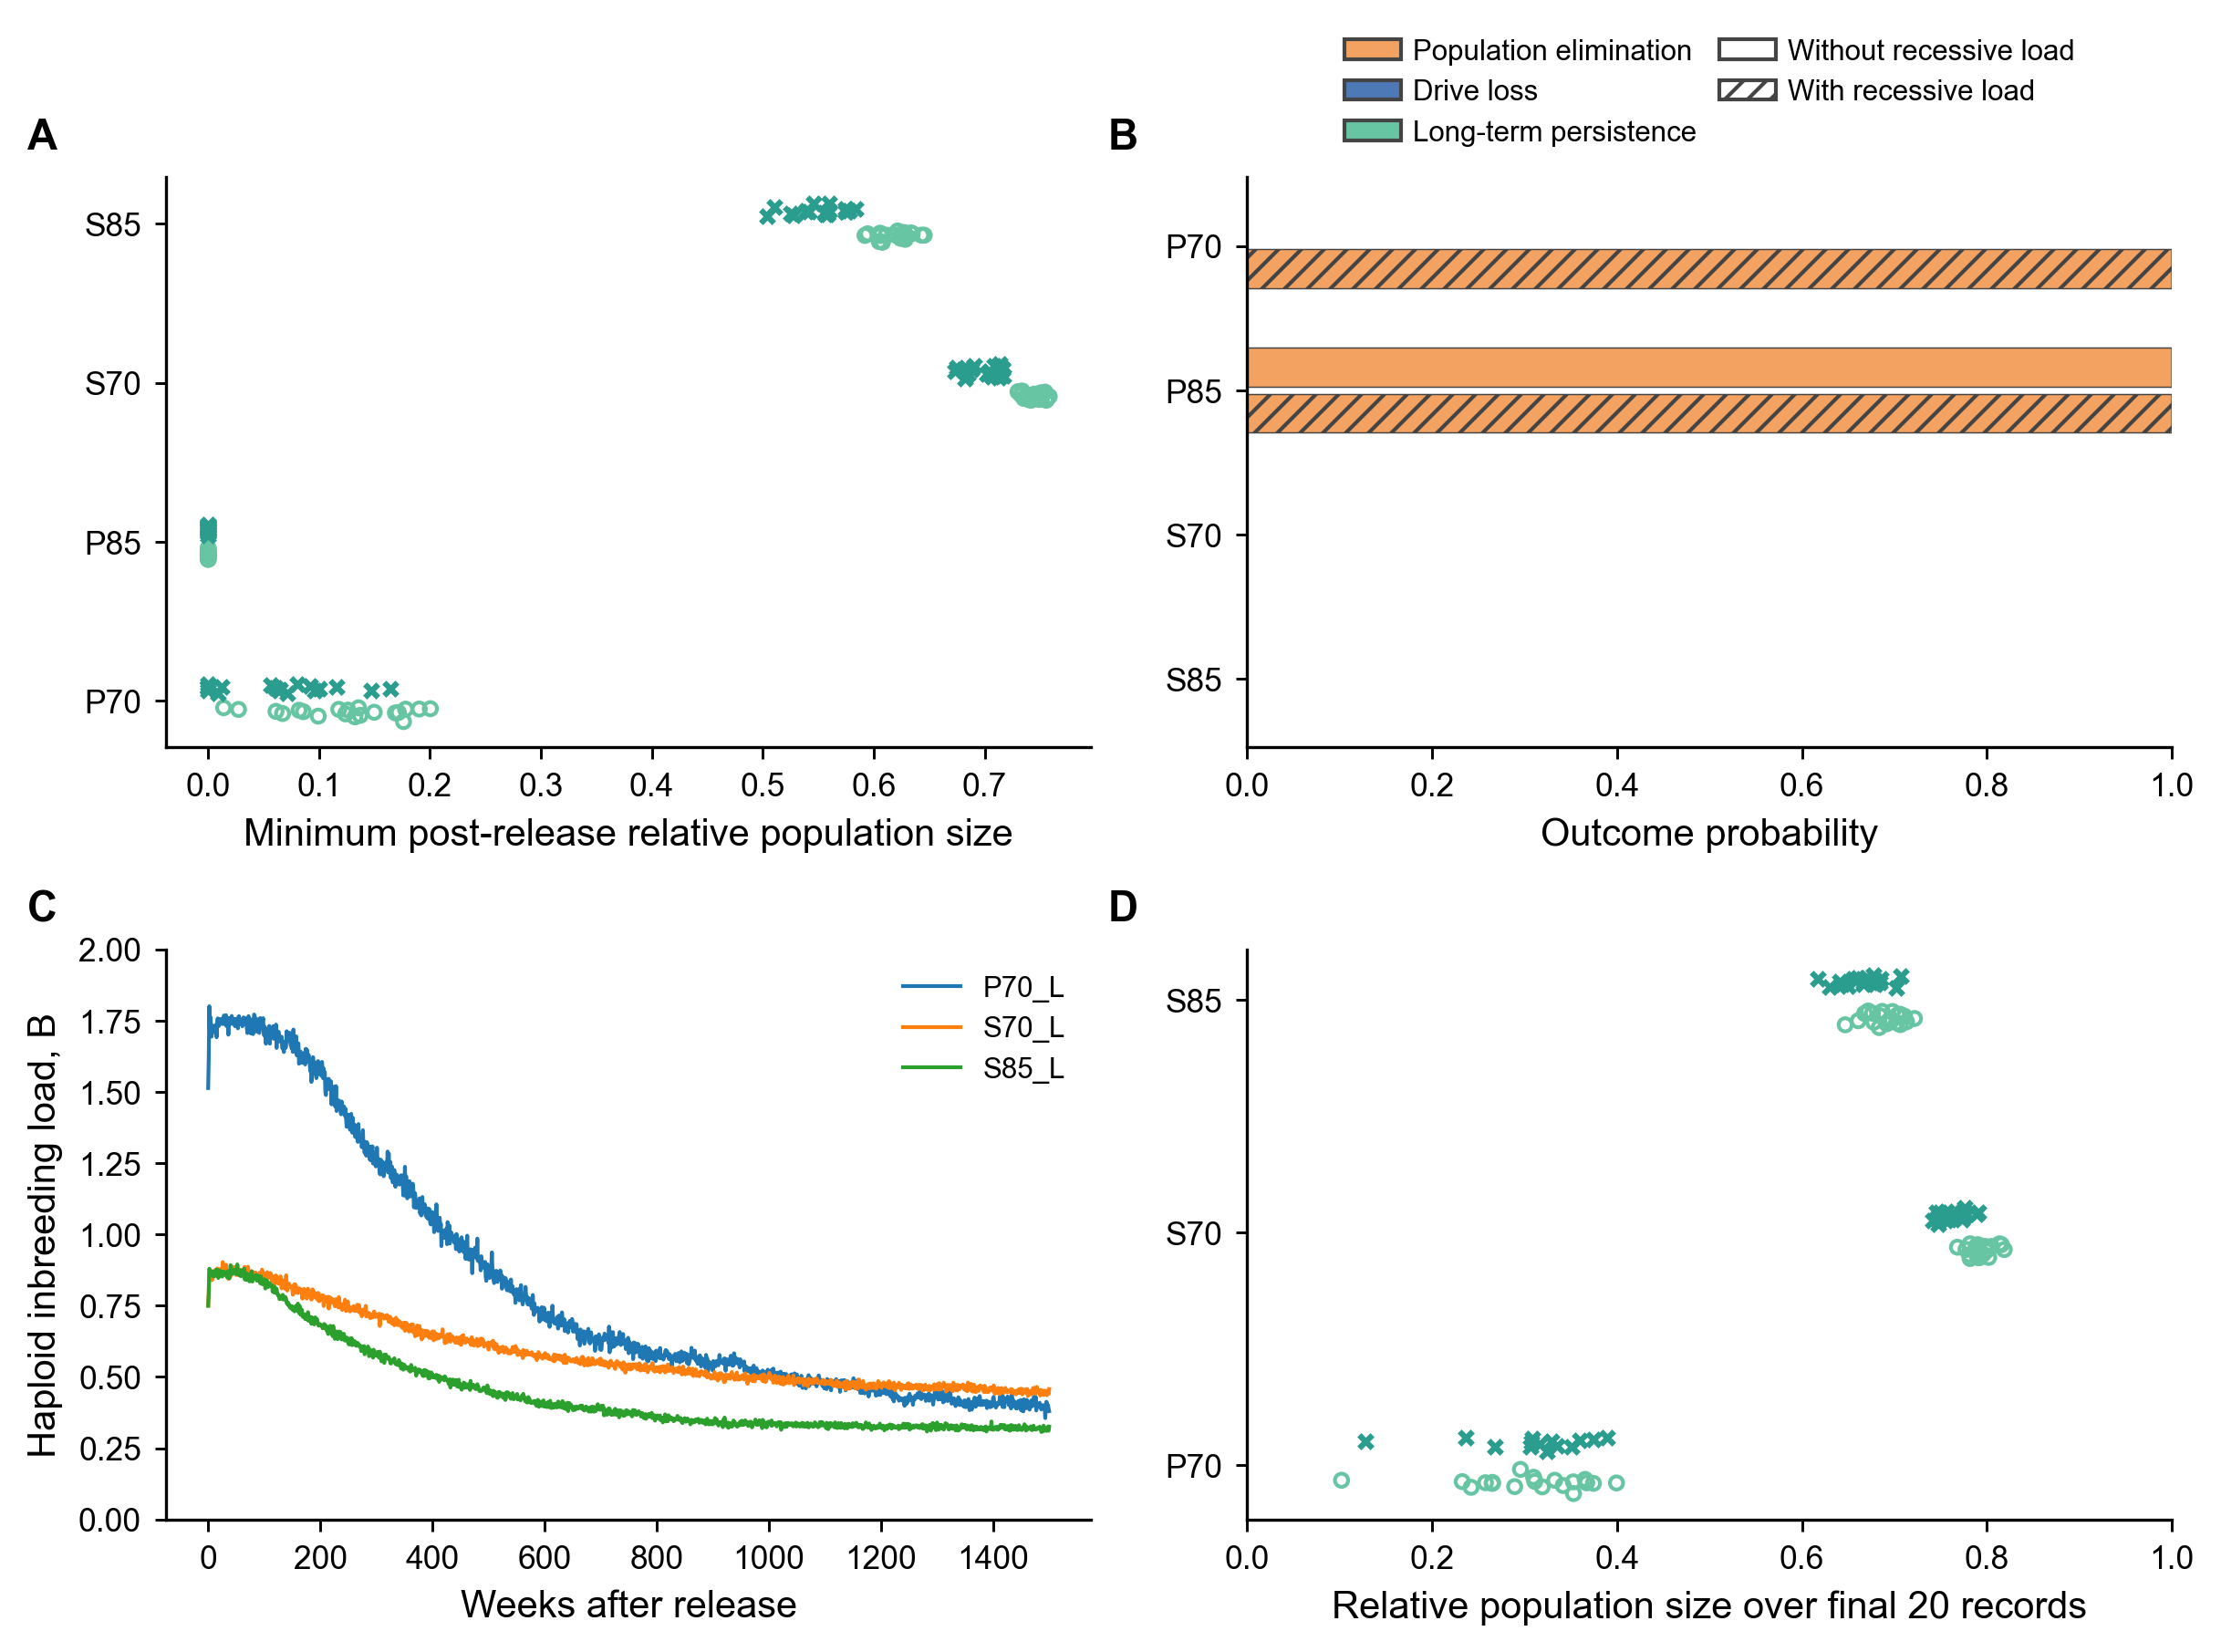 Population elimination
Drive loss
Long-term persistence
Without recessive load
With recessive load
A
S85
S70
P85
P70
0.0 0.1 0.2 0.3 0.4 0.5 0.6 0.7
Minimum post-release relative population size
B
P70
P85
S70
S85
0.0 0.2 0.4 0.6 0.8 1.0
Outcome probability
C
2.00
1.75
1.50
1.25
1.00
0.75
0.50
0.25
0.00
Haploid inbreeding load, B
P70_L
S70_L
S85_L
0 200 400 600 800 1000 1200 1400
Weeks after release
D
S85
S70
P70
0.0 0.2 0.4 0.6 0.8 1.0
Relative population size over final 20 records